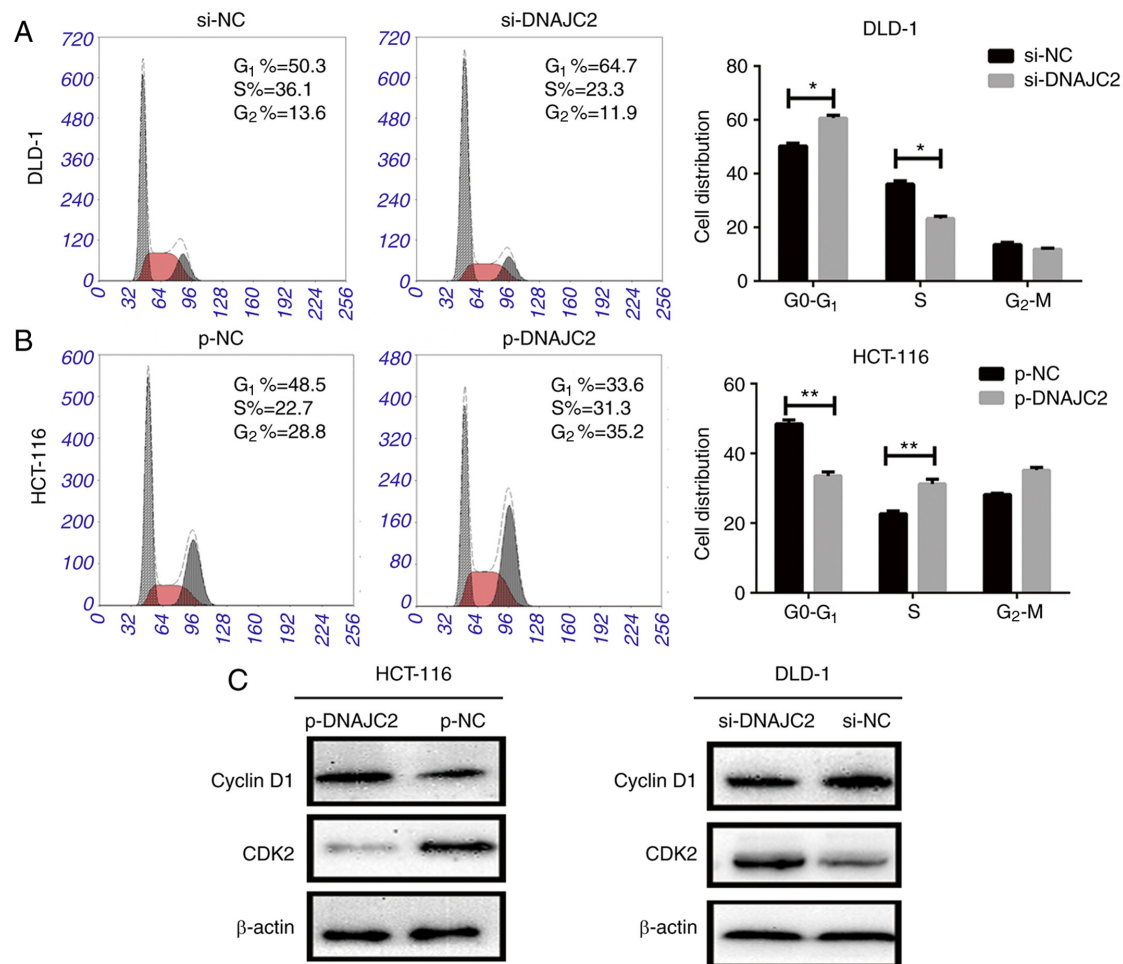 A
si-NC
si-DNAJC2
DLD-1
DLD-1
720
600
480
360
240
120
0
G₁ %=50.3
S%=36.1
G₂ %=13.6
0 32 64 96 128 160 192 224 256
720
600
480
360
240
120
0
G₁ %=64.7
S%=23.3
G₂ %=11.9
0 32 64 96 128 160 192 224 256
si-NC
si-DNAJC2
Cell distribution
80
60
40
20
0
*
*
G0-G₁ S G₂-M
B
p-NC
p-DNAJC2
HCT-116
HCT-116
600
500
400
300
200
100
0
G₁ %=48.5
S%=22.7
G₂ %=28.8
0 32 64 96 128 160 192 224 256
480
400
320
240
160
80
0
G₁ %=33.6
S%=31.3
G₂ %=35.2
0 32 64 96 128 160 192 224 256
p-NC
p-DNAJC2
Cell distribution
60
40
20
0
**
**
G0-G₁ S G₂-M
C
HCT-116
p-DNAJC2 p-NC
Cyclin D1
CDK2
β-actin
DLD-1
si-DNAJC2 si-NC
Cyclin D1
CDK2
β-actin